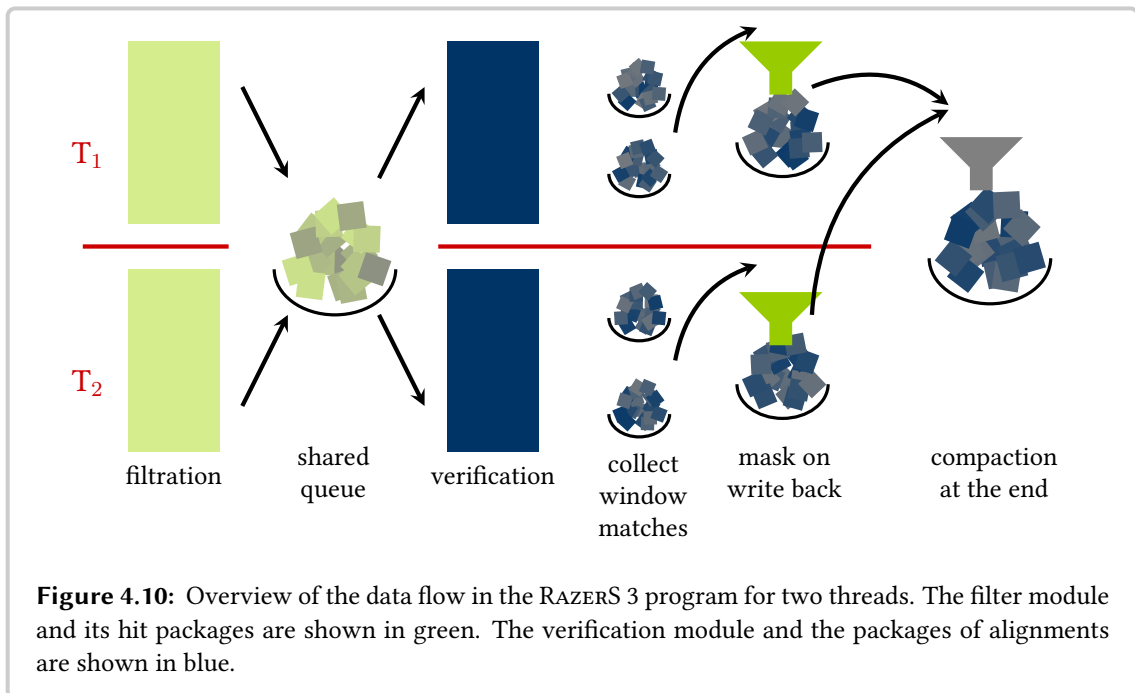 T₁
T₂
filtration
shared
queue
verification
collect
window
matches
mask on
write back
compaction
at the end
Figure 4.10: Overview of the data flow in the RazerS 3 program for two threads. The filter module
and its hit packages are shown in green. The verification module and the packages of alignments
are shown in blue.